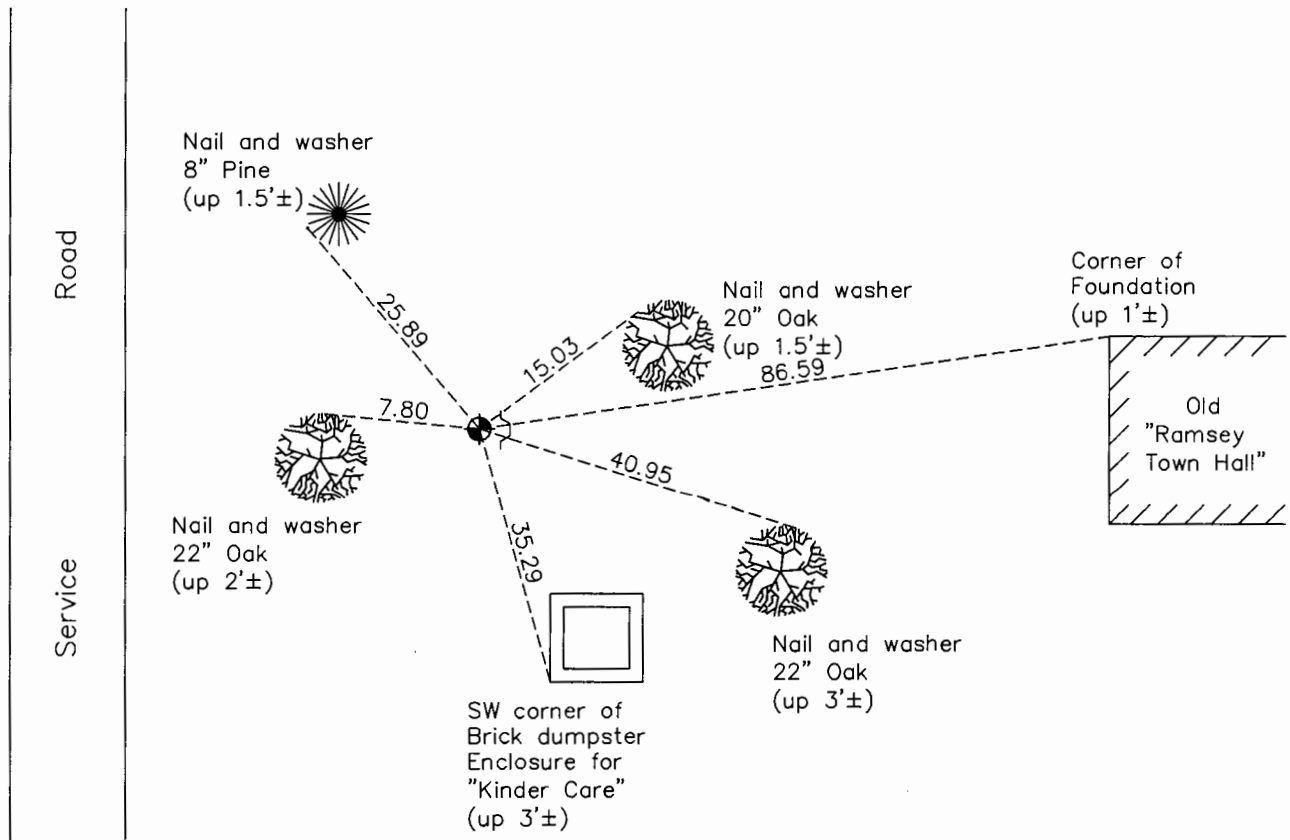 Nail and washer
8" Pine
(up 1.5'±)
Road
25.89
15.03
Nail and washer
20" Oak
(up 1.5'±)
86.59
Corner of
Foundation
(up 1'±)
Old
"Ramsey
Town Hall"
7.80
40.95
35.29
Nail and washer
22" Oak
(up 2'±)
Service
Nail and washer
22" Oak
(up 3'±)
SW corner of
Brick dumpster
Enclosure for
"Kinder Care"
(up 3'±)